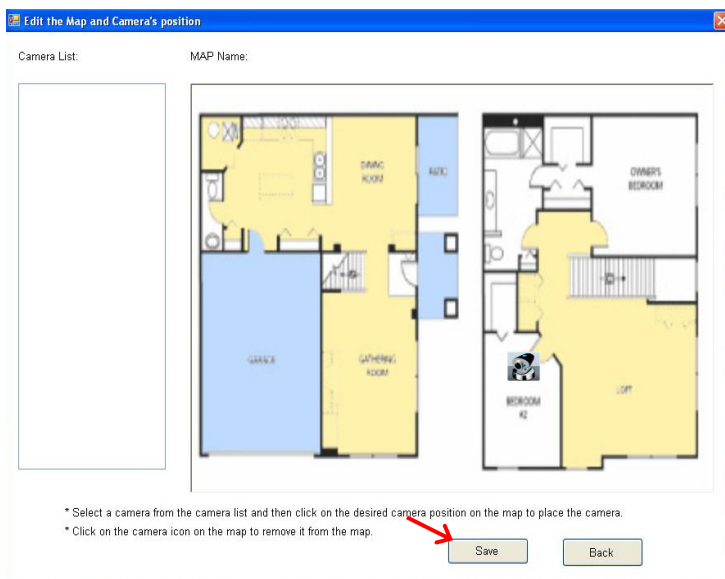 Edit the Map and Camera's position
Camera List:
MAP Name:
DINING
ROOM
PATIO
OWNER'S
BEDROOM
GARAGE
GATHERING
ROOM
BEDROOM
#2
LOFT
* Select a camera from the camera list and then click on the desired camera position on the map to place the camera.
* Click on the camera icon on the map to remove it from the map.
Save
Back